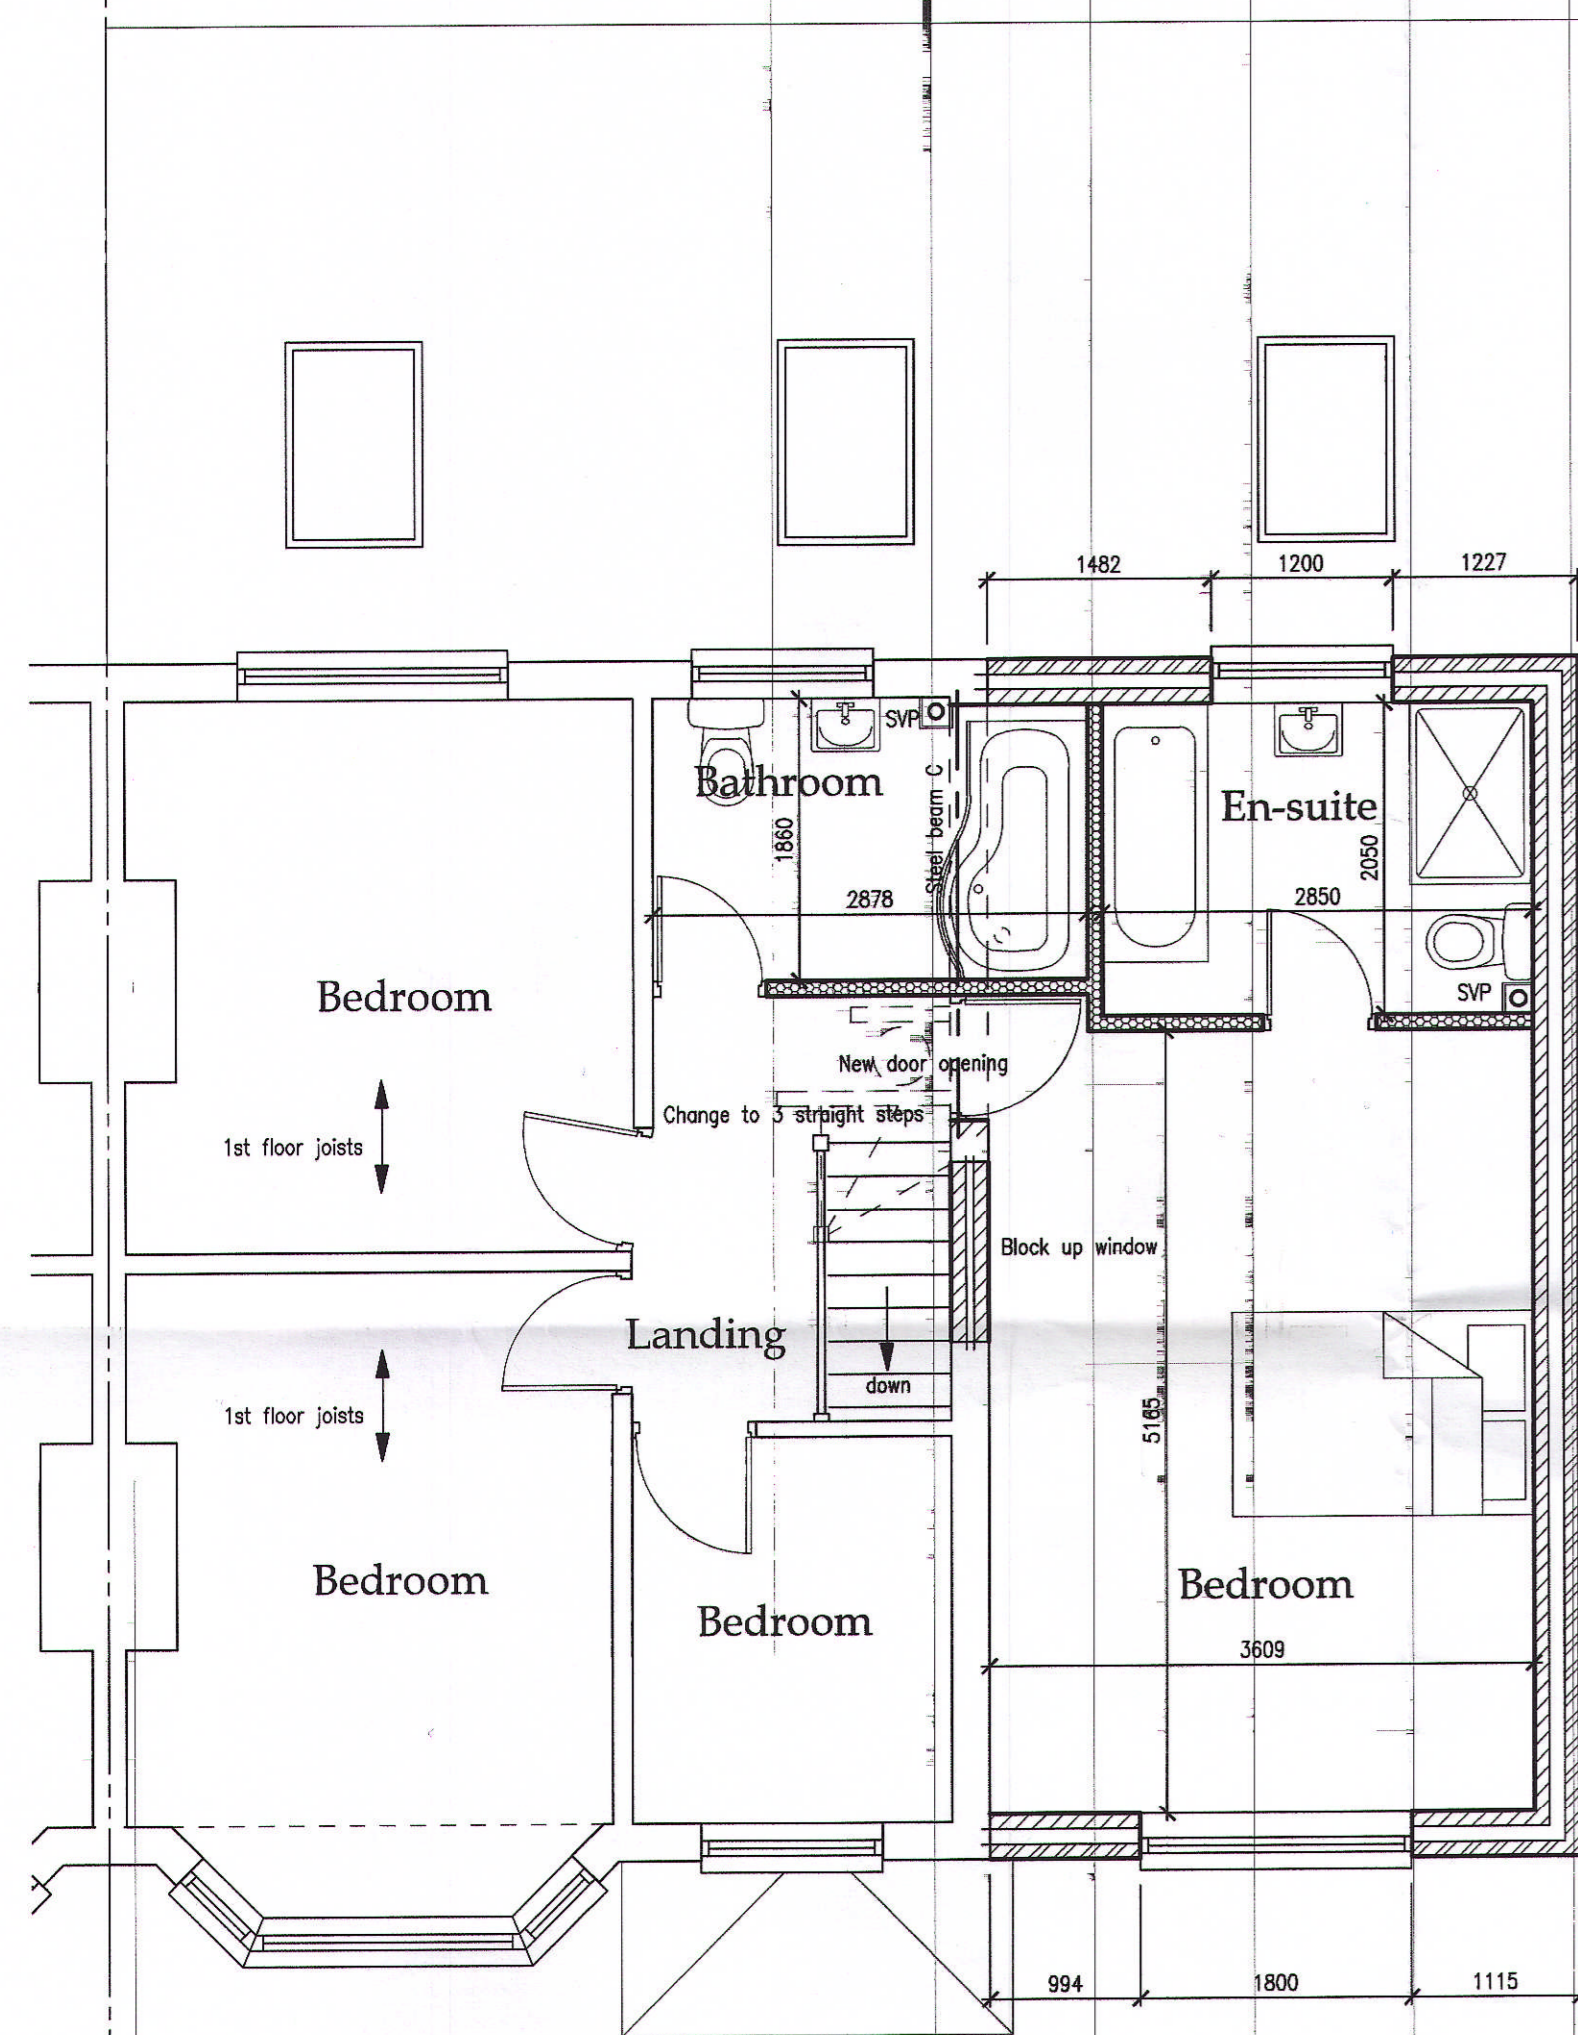 1482
1200
1227
SVP
Bathroom
Steel beam C
En-suite
1860
2050
2878
2850
Bedroom
SVP
New door opening
Change to 3 straight steps
1st floor joists
Block up window
Landing
down
1st floor joists
5165
Bedroom
Bedroom
Bedroom
3609
994
1800
1115